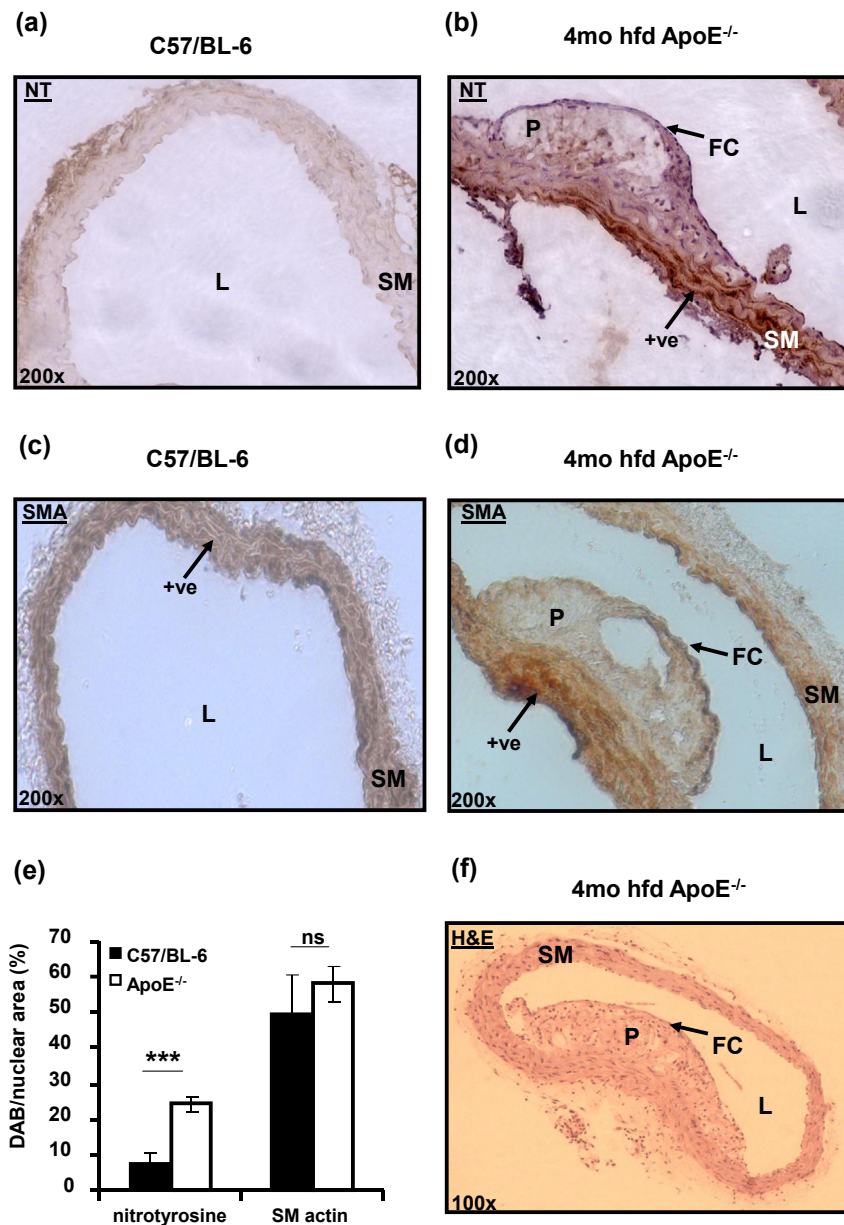 (a)
C57/BL-6
NT
L
SM
200x
(b)
4mo hfd ApoE-/-
NT
P
FC
L
+ve
SM
200x
(c)
C57/BL-6
SMA
+ve
L
SM
200x
(d)
4mo hfd ApoE-/-
SMA
P
FC
SM
+ve
L
200x
(e)
DAB/nuclear area (%)
70
60
50
40
30
20
10
0
C57/BL-6
ApoE-/-
***
ns
nitrotyrosine
SM actin
(f)
4mo hfd ApoE-/-
H&E
SM
P
FC
L
100x